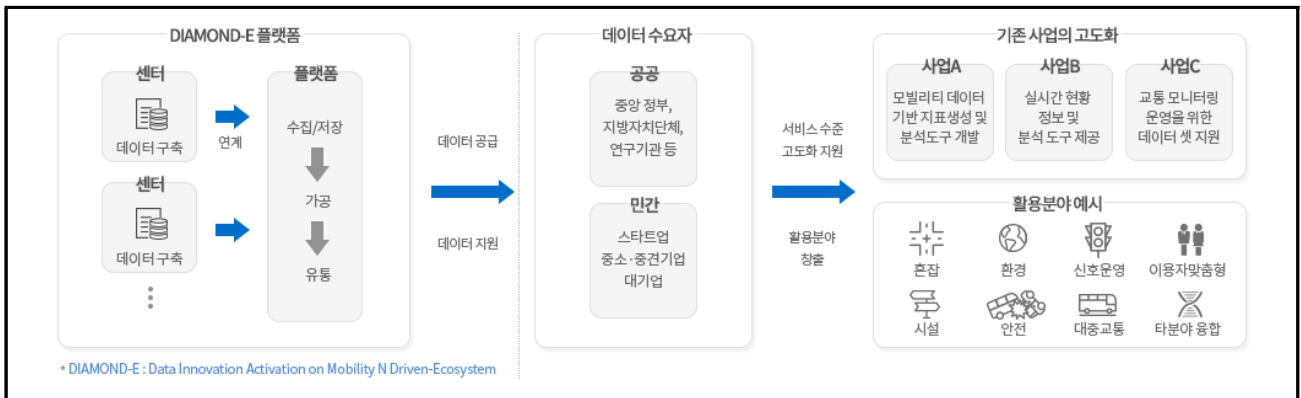 DIAMOND-E 플랫폼
센터
데이터 구축
연계
센터
데이터 구축
플랫폼
수집/저장
가공
유통
* DIAMOND-E : Data Innovation Activation on Mobility N Driven-Ecosystem
데이터 공급
데이터 지원
데이터 수요자
공공
중앙 정부,
지방자치단체,
연구기관 등
민간
스타트업
중소·중견기업
대기업
서비스 수준
고도화 지원
활용분야
창출
기존 사업의 고도화
사업A
모빌리티 데이터
기반 지표생성 및
분석도구 개발
사업B
실시간 현황
정보 및
분석 도구 제공
사업C
교통 모니터링
운영을 위한
데이터 셋 지원
활용분야 예시
혼잡
환경
신호운영
이용자맞춤형
시설
안전
대중교통
타분야 융합